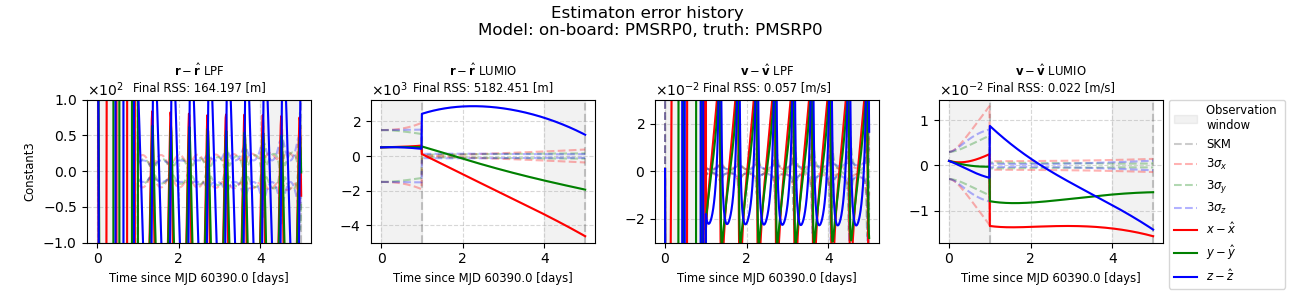 Estimaton error history
Model: on-board: PMSRP0, truth: PMSRP0
r − r̂ LPF
×10² Final RSS: 164.197 [m]
1.0
0.5
0.0
−0.5
−1.0
Constant3
0
2
4
Time since MJD 60390.0 [days]
r − r̂ LUMIO
×10³ Final RSS: 5182.451 [m]
2
0
−2
−4
0
2
4
Time since MJD 60390.0 [days]
v − v̂ LPF
×10⁻² Final RSS: 0.057 [m/s]
2
0
−2
0
2
4
Time since MJD 60390.0 [days]
v − v̂ LUMIO
×10⁻² Final RSS: 0.022 [m/s]
1
0
−1
0
2
4
Time since MJD 60390.0 [days]
Observation
window
SKM
3σx
3σy
3σz
x − x̂
y − ŷ
z − ẑ